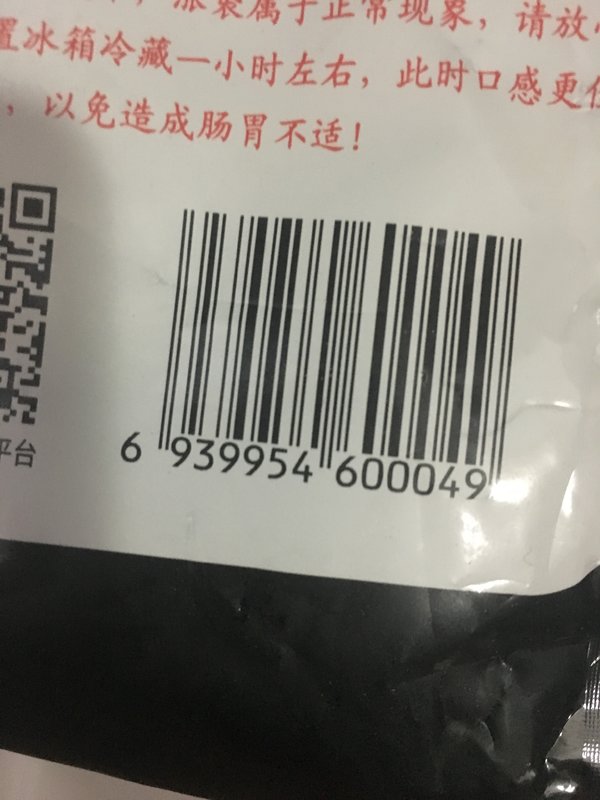 胀袋属于正常现象，请放
置冰箱冷藏一小时左右，此时口感更
，以免造成肠胃不适！
平台
6 939954 600049